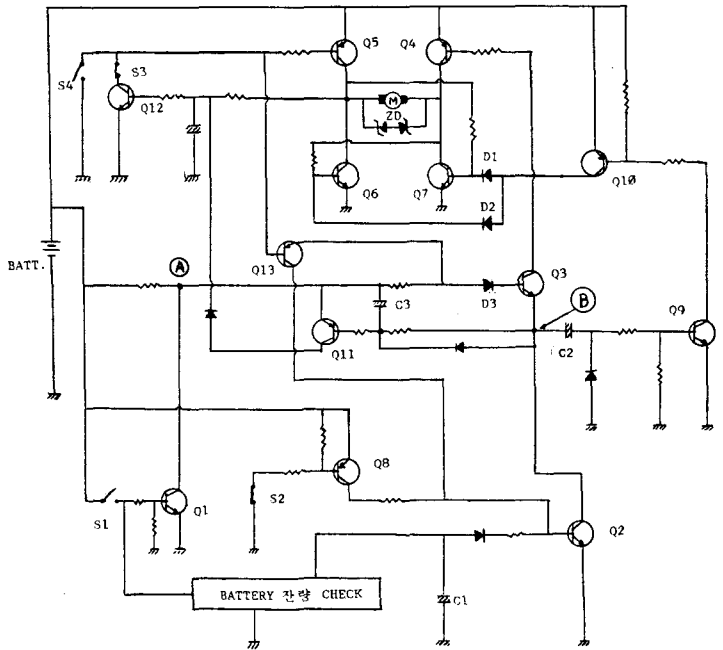 Q5
Q4
S4
S3
Q12
M
ZD
D1
Q6
Q7
Q10
D2
BATT.
A
Q13
Q3
B
C3
D3
Q9
Q11
C2
Q8
S1
Q1
S2
Q2
BATTERY 잔량 CHECK
C1